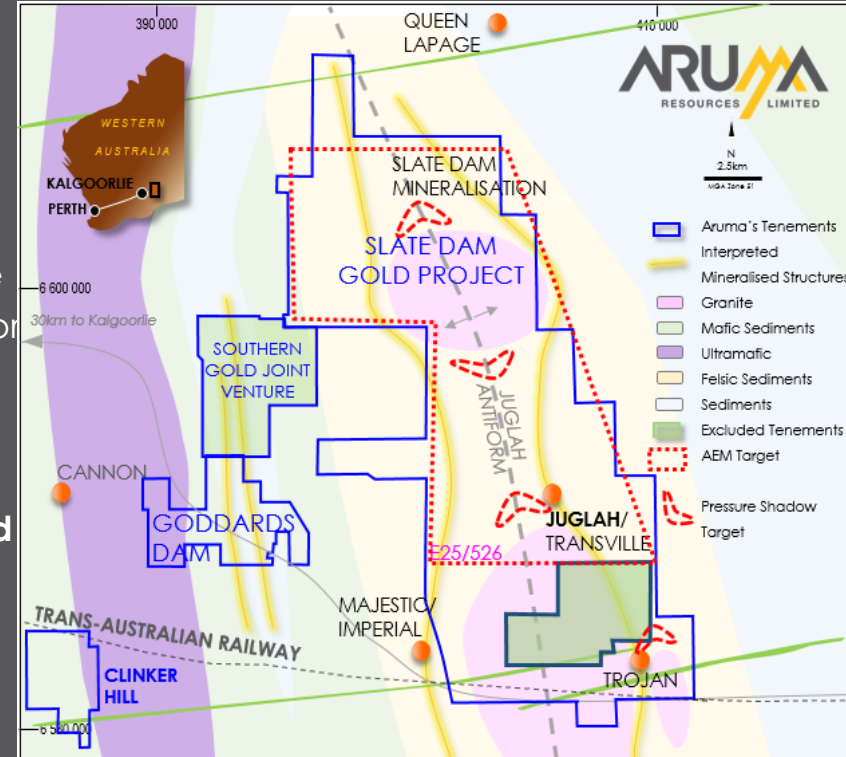 390 000
QUEEN
LAPAGE
410 000
ARUMA
RESOURCES LIMITED
N
2.5km
MGA Zone 51
WESTERN
AUSTRALIA
KALGOORLIE
PERTH
SLATE DAM
MINERALISATION
SLATE DAM
GOLD PROJECT
Aruma's Tenements
Interpreted
Mineralised Structures
Granite
Mafic Sediments
Ultramafic
Felsic Sediments
Sediments
Excluded Tenements
AEM Target
Pressure Shadow
Target
6 600 000
30km to Kalgoorlie
SOUTHERN
GOLD JOINT
VENTURE
JUGLAH
ANTIFORM
CANNON
GODDARDS
DAM
JUGLAH/
TRANSVILLE
E25/526
MAJESTIC/
IMPERIAL
TRANS-AUSTRALIAN RAILWAY
CLINKER
HILL
TROJAN